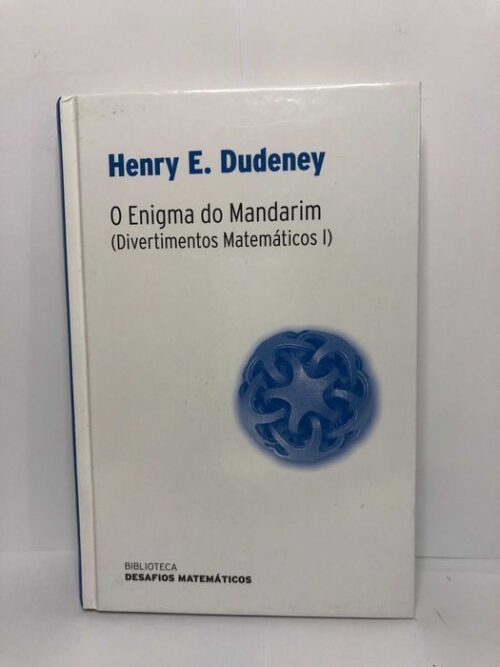 Henry E. Dudeney
O Enigma do Mandarim
(Divertimentos Matemáticos I)
BIBLIOTECA
DESAFIOS MATEMÁTICOS